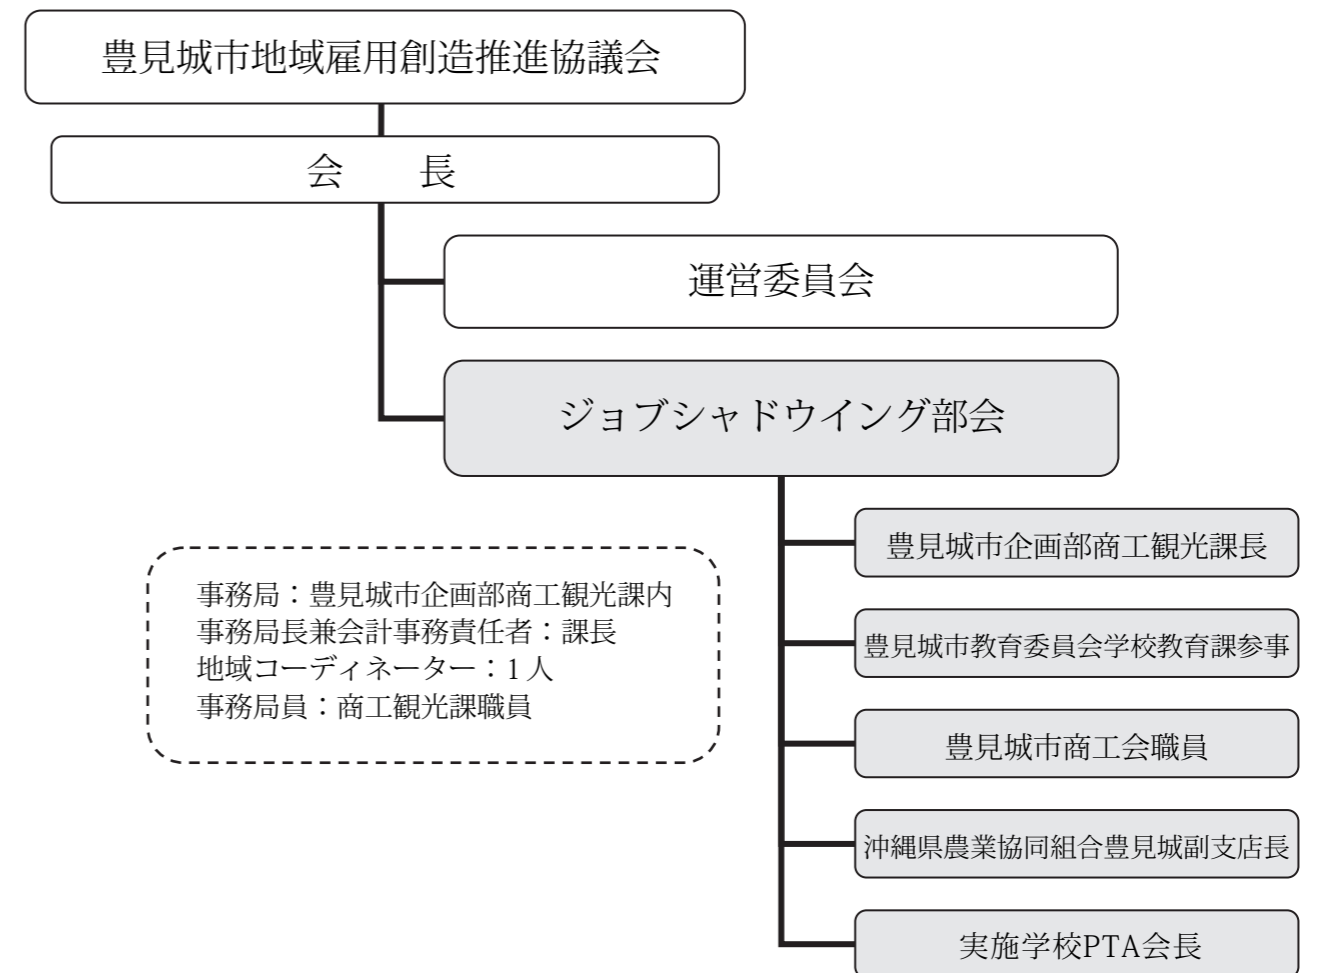 豊見城市地域雇用創造推進協議会
会　　長
運営委員会
ジョブシャドウイング部会
事務局：豊見城市企画部商工観光課内
事務局長兼会計事務責任者：課長
地域コーディネーター：1人
事務局員：商工観光課職員
豊見城市企画部商工観光課長
豊見城市教育委員会学校教育課参事
豊見城市商工会職員
沖縄県農業協同組合豊見城副支店長
実施学校PTA会長